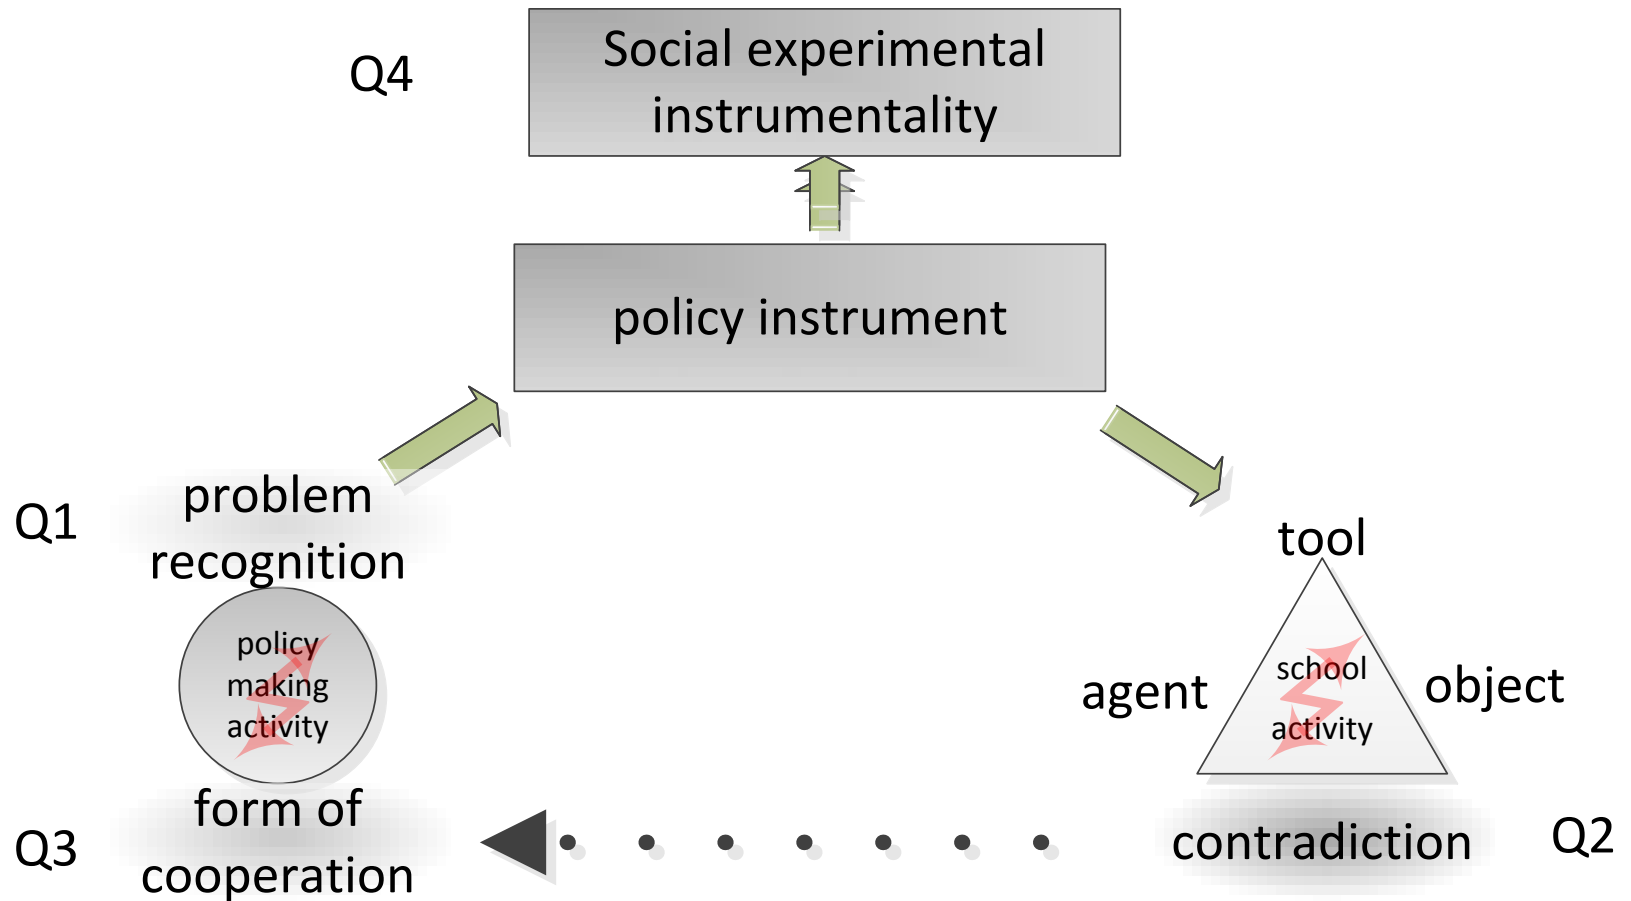 Q4
Social experimental
instrumentality
policy instrument
Q1
problem
recognition
policy
making
activity
tool
agent
school
activity
object
Q3
form of
cooperation
contradiction
Q2